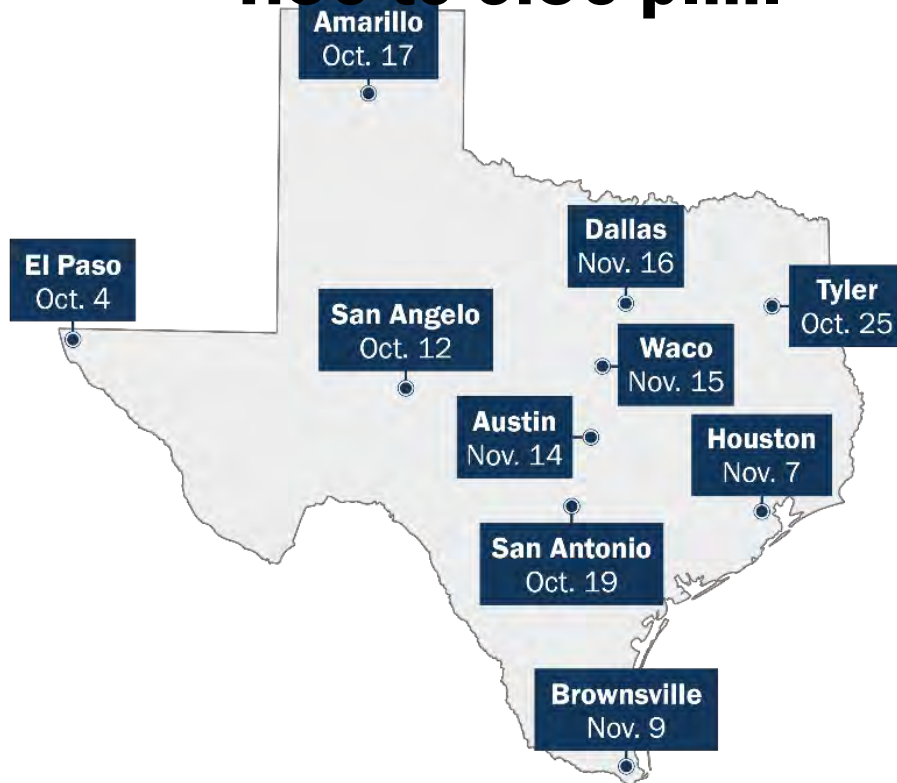 Amarillo
Oct. 17
Dallas
Nov. 16
El Paso
Oct. 4
Tyler
Oct. 25
San Angelo
Oct. 12
Waco
Nov. 15
Austin
Nov. 14
Houston
Nov. 7
San Antonio
Oct. 19
Brownsville
Nov. 9